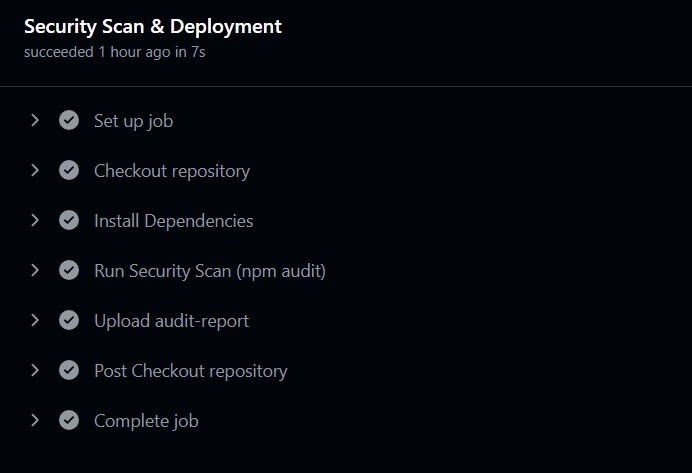 Security Scan & Deployment
succeeded 1 hour ago in 7s
Set up job
Checkout repository
Install Dependencies
Run Security Scan (npm audit)
Upload audit-report
Post Checkout repository
Complete job